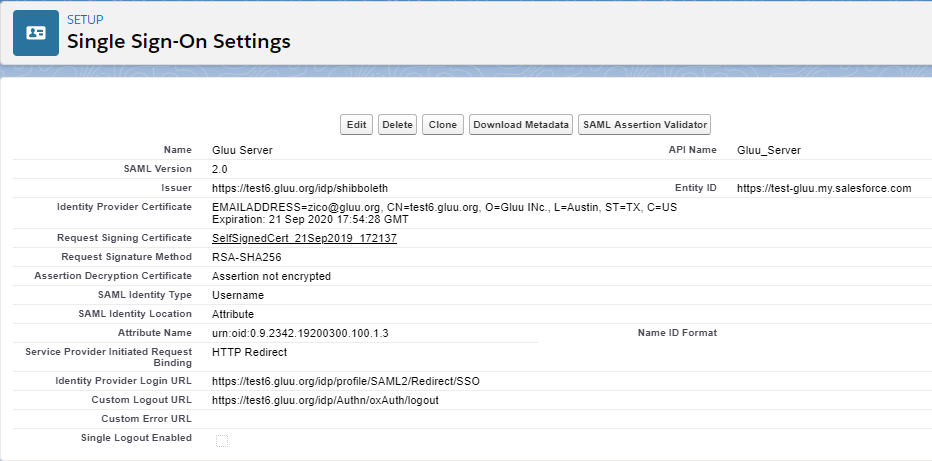 SETUP
Single Sign-On Settings
Edit Delete Clone Download Metadata SAML Assertion Validator
Name Gluu Server API Name Gluu_Server
SAML Version 2.0
Issuer https://test6.gluu.org/idp/shibboleth Entity ID https://test-gluu.my.salesforce.com
Identity Provider Certificate EMAILADDRESS=zico@gluu.org, CN=test6.gluu.org, O=Gluu INc., L=Austin, ST=TX, C=US
Expiration: 21 Sep 2020 17:54:28 GMT
Request Signing Certificate SelfSignedCert_21Sep2019_172137
Request Signature Method RSA-SHA256
Assertion Decryption Certificate Assertion not encrypted
SAML Identity Type Username
SAML Identity Location Attribute
Attribute Name urn:oid:0.9.2342.19200300.100.1.3 Name ID Format
Service Provider Initiated Request HTTP Redirect
Binding
Identity Provider Login URL https://test6.gluu.org/idp/profile/SAML2/Redirect/SSO
Custom Logout URL https://test6.gluu.org/idp/Authn/oxAuth/logout
Custom Error URL
Single Logout Enabled